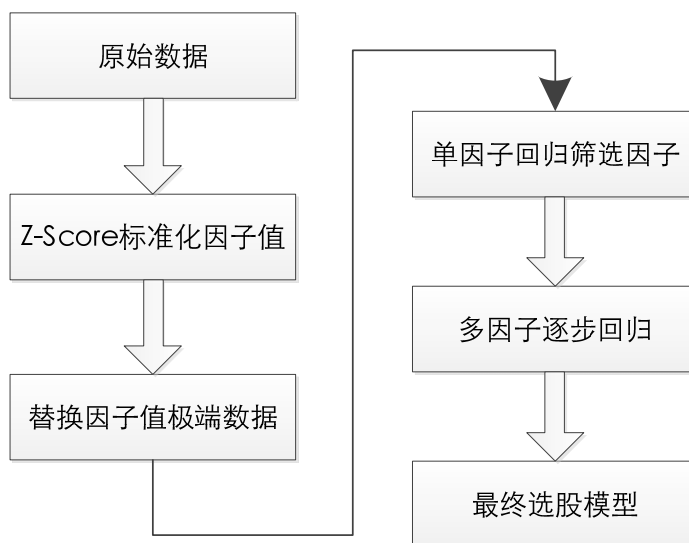 原始数据
Z-Score标准化因子值
替换因子值极端数据
单因子回归筛选因子
多因子逐步回归
最终选股模型